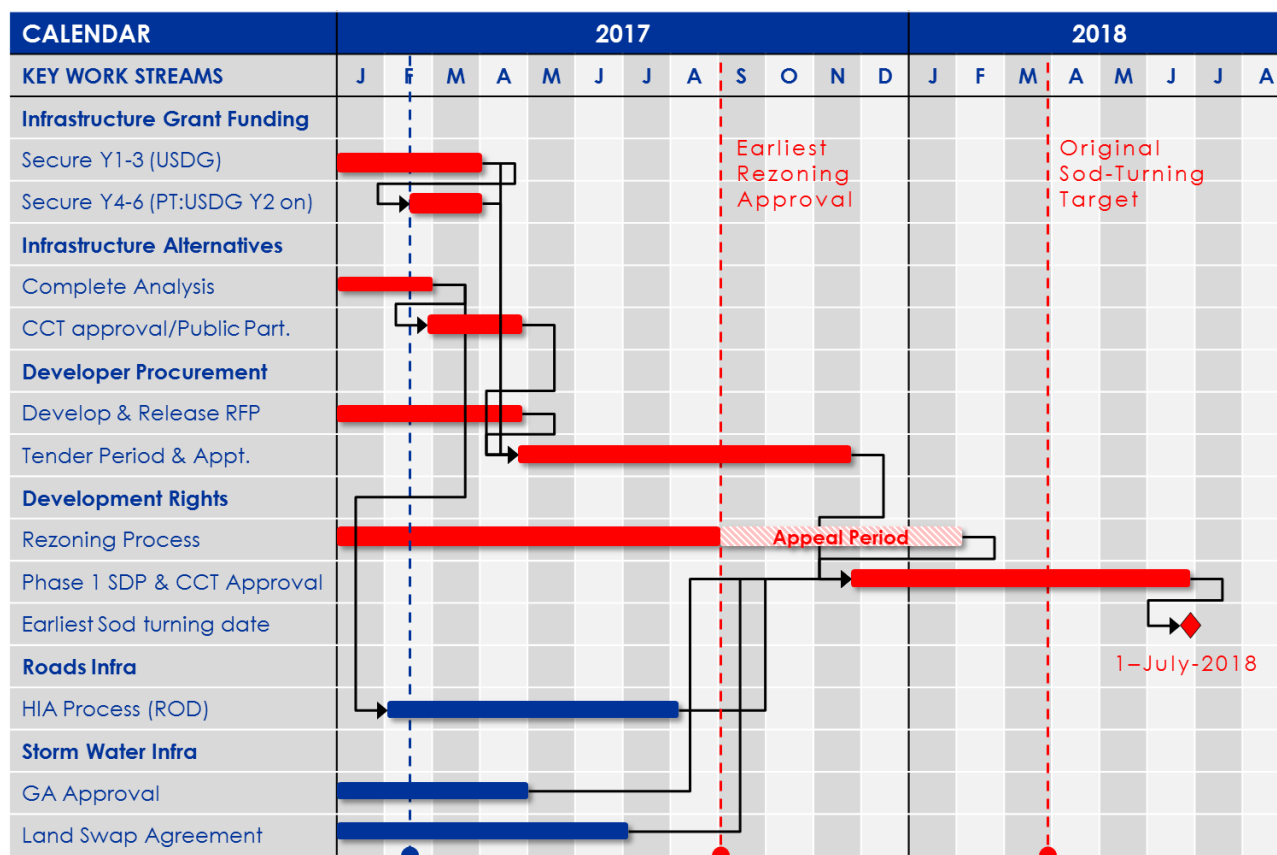 CALENDAR 2017 2018
KEY WORK STREAMS J F M A M J J A S O N D J F M A M J J A
Infrastructure Grant Funding
Secure Y1-3 (USDG)
Secure Y4-6 (PT:USDG Y2 on)
Earliest
Rezoning
Approval
Original
Sod-Turning
Target
Infrastructure Alternatives
Complete Analysis
CCT approval/Public Part.
Developer Procurement
Develop & Release RFP
Tender Period & Appt.
Development Rights
Rezoning Process Appeal Period
Phase 1 SDP & CCT Approval
Earliest Sod turning date
1–July-2018
Roads Infra
HIA Process (ROD)
Storm Water Infra
GA Approval
Land Swap Agreement